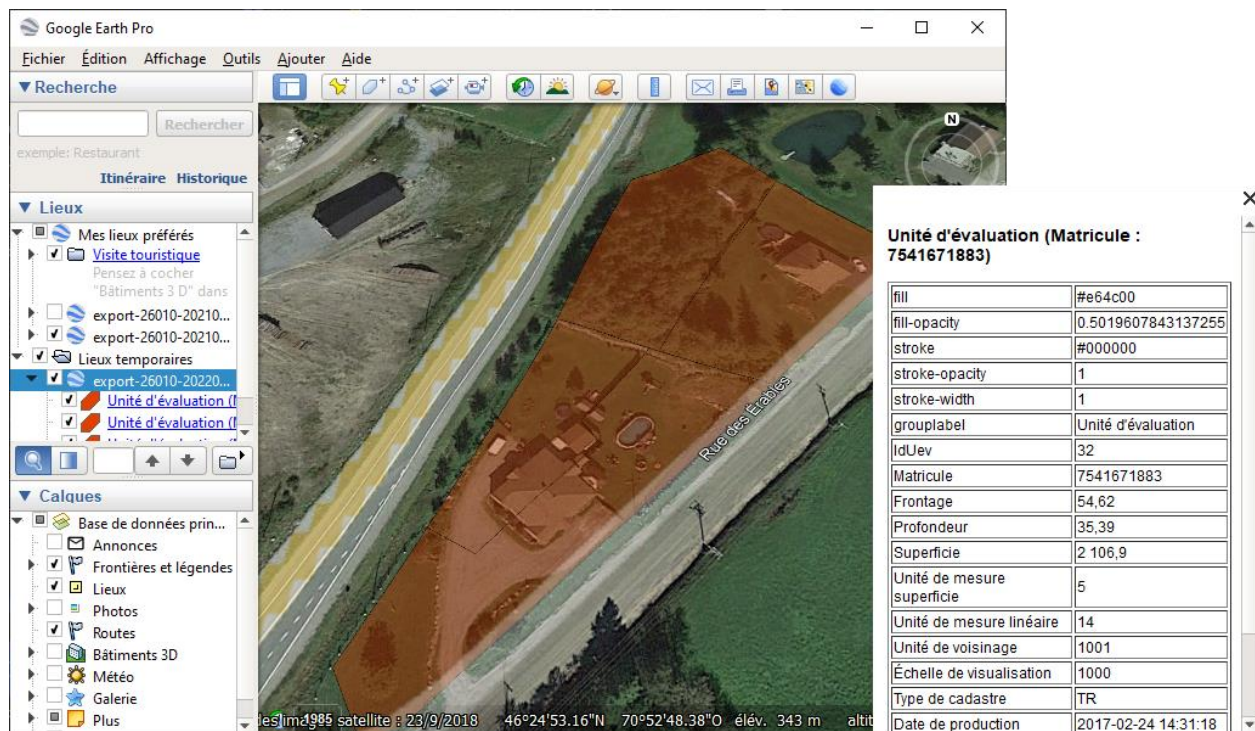 Google Earth Pro
Fichier Édition Affichage Outils Ajouter Aide
Recherche
Rechercher
exemple: Restaurant
Itinéraire Historique
Lieux
Mes lieux préférés
Visite touristique
Pensez à cocher
"Bâtiments 3 D" dans
export-26010-20210...
export-26010-20210...
Lieux temporaires
export-26010-20220...
Unité d'évaluation (
Unité d'évaluation (
Calques
Base de données prin...
Annonces
Frontières et légendes
Lieux
Photos
Routes
Bâtiments 3D
Météo
Galerie
Plus
N
Rue des Étables
1985
des images satellite : 23/9/2018 46°24'53.16"N 70°52'48.38"O élév. 343 m altit
Unité d'évaluation (Matricule :
7541671883)
fill #e64c00
fill-opacity 0.5019607843137255
stroke #000000
stroke-opacity 1
stroke-width 1
grouplabel Unité d'évaluation
IdUev 32
Matricule 7541671883
Frontage 54,62
Profondeur 35,39
Superficie 2 106,9
Unité de mesure
superficie 5
Unité de mesure linéaire 14
Unité de voisinage 1001
Échelle de visualisation 1000
Type de cadastre TR
Date de production 2017-02-24 14:31:18